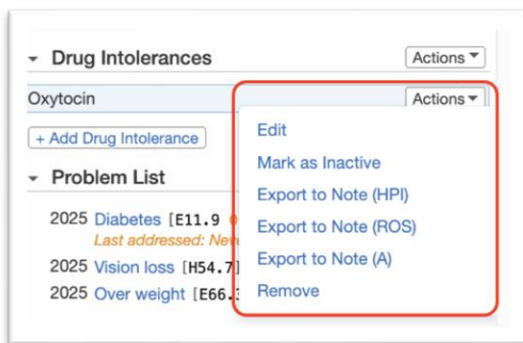 Drug Intolerances Actions
Oxytocin Actions
+ Add Drug Intolerance
Edit
Mark as Inactive
Export to Note (HPI)
Export to Note (ROS)
Export to Note (A)
Remove
Problem List
2025 Diabetes [E11.9
Last addressed:
2025 Vision loss [H54.7]
2025 Over weight [E66.3